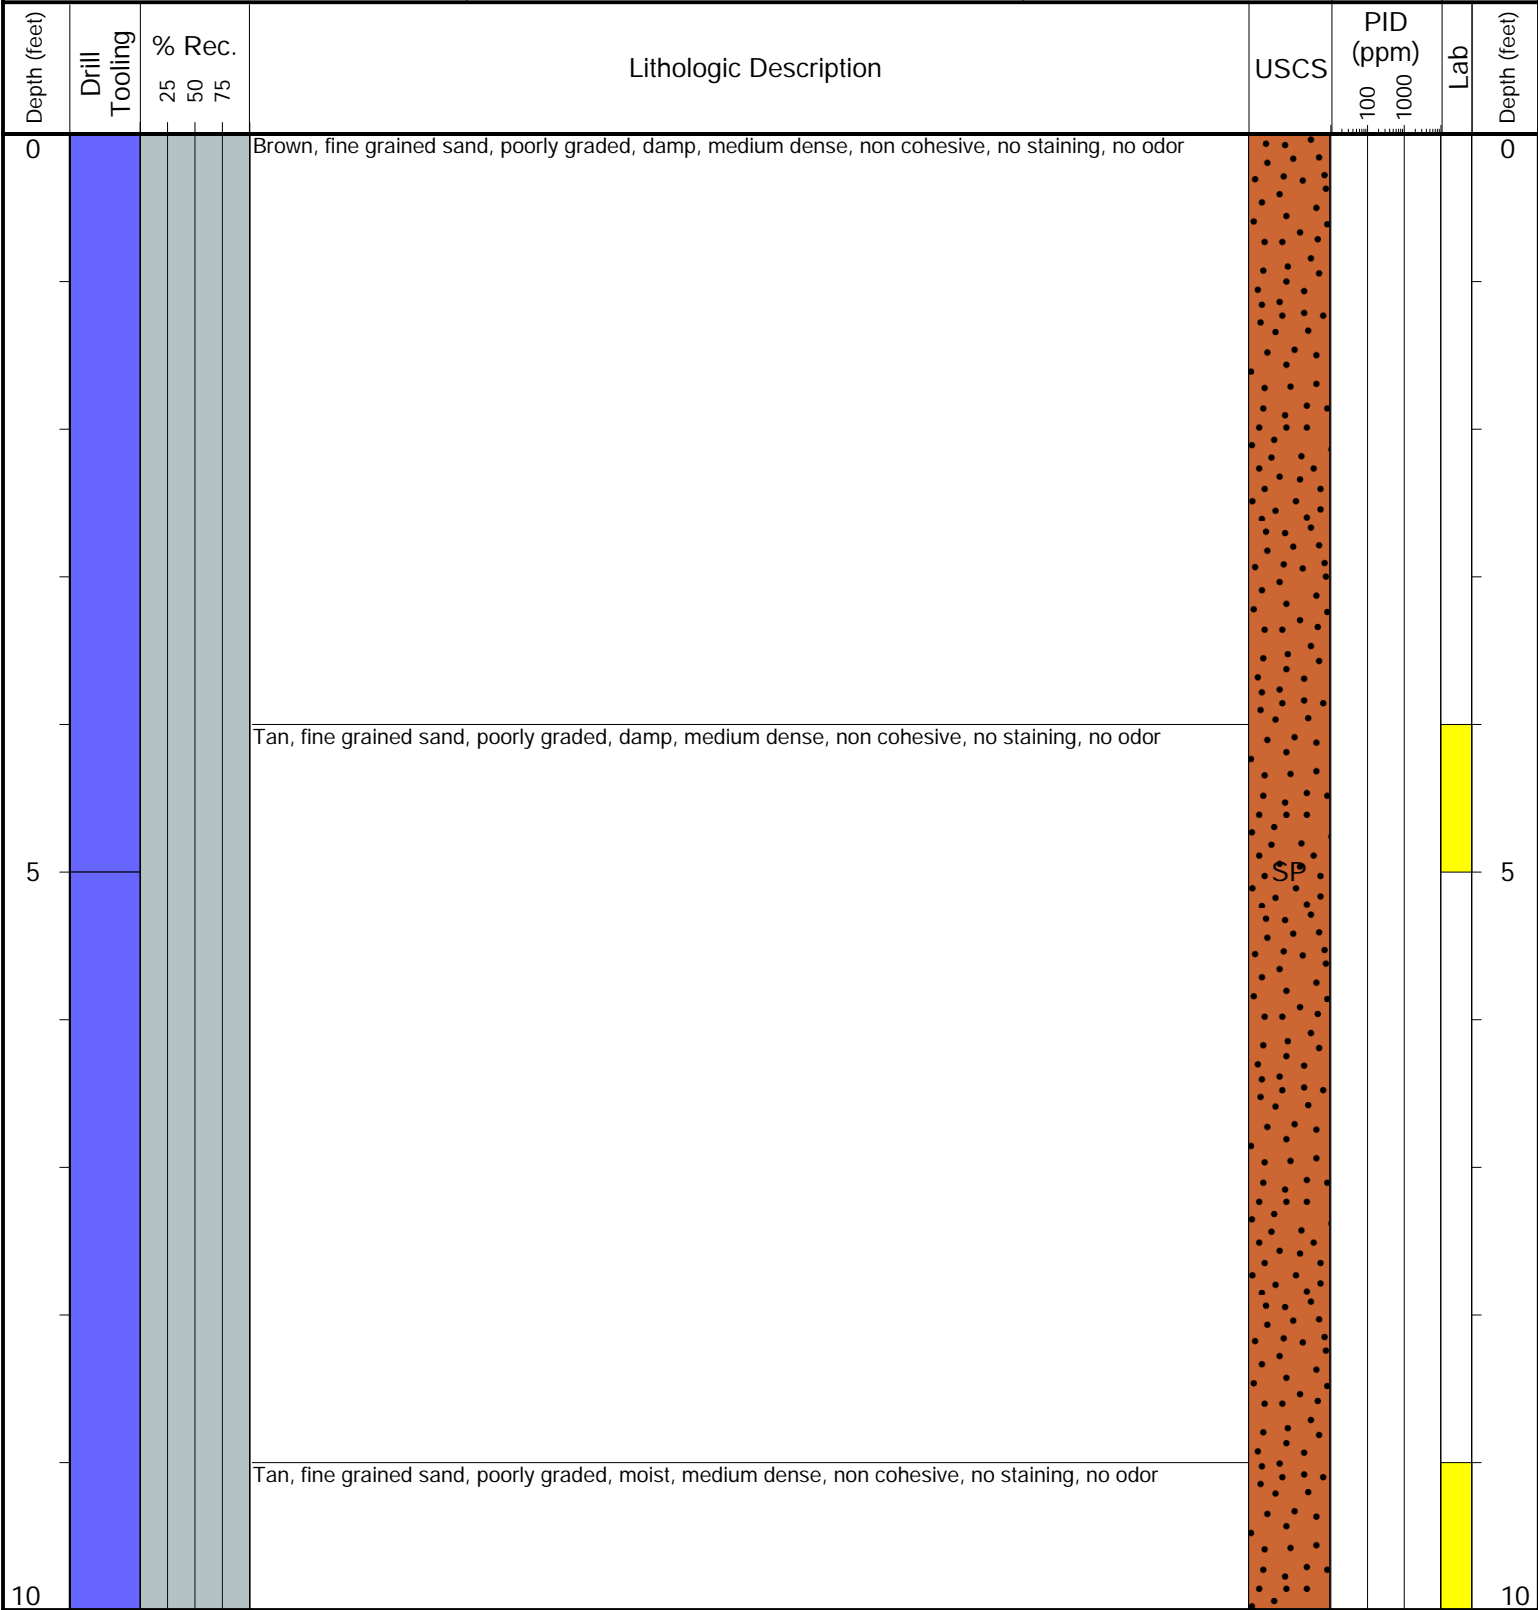 Depth (feet)
Drill Tooling
% Rec.
25
50
75
Lithologic Description
USCS
PID
(ppm)
100
1000
Lab
Depth (feet)
0
Brown, fine grained sand, poorly graded, damp, medium dense, non cohesive, no staining, no odor
0
Tan, fine grained sand, poorly graded, damp, medium dense, non cohesive, no staining, no odor
5
SP
5
Tan, fine grained sand, poorly graded, moist, medium dense, non cohesive, no staining, no odor
10
10